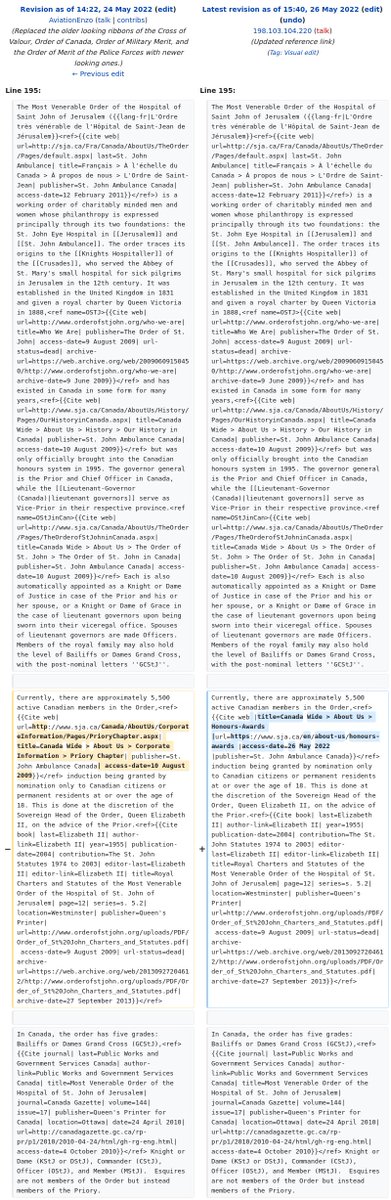 Revision as of 14:22, 24 May 2022 (edit)
AviationEnzo (talk | contribs)
(Replaced the older looking ribbons of the Cross of
Valour, Order of Canada, Order of Military Merit, and
the Order of Merit of the Police Forces with newer
looking ones.)
← Previous edit
Latest revision as of 15:40, 26 May 2022 (edit)
(undo)
198.103.104.220 (talk)
(Updated reference link)
(Tag: Visual edit)
Line 195:
The Most Venerable Order of the Hospital of
Saint John of Jerusalem ({{lang-fr|L'Ordre
très vénérable de l'Hôpital de Saint-Jean de
Jérusalem}}<ref>{{cite web|
url=http://sja.ca/Fra/Canada/AboutUs/TheOrder
/Pages/default.aspx| last=St. John
Ambulance| title=Français > À l'échelle du
Canada > À propos de nous > L'Ordre de Saint-
Jean| publisher=St. John Ambulance Canada|
access-date=12 February 2011}}</ref>) is a
working order of charitably minded men and
women whose philanthropy is expressed
principally through its two foundations: the
St. John Eye Hospital in [[Jerusalem]] and
[[St. John Ambulance]]. The order traces its
origins to the [[Knights Hospitaller]] of
the [[Crusades]], who served the Abbey of
St. Mary's small hospital for sick pilgrims
in Jerusalem in the 12th century. It was
established in the United Kingdom in 1831
and given a royal charter by Queen Victoria
in 1888,<ref name=OSTJ>{{Cite web|
url=http://www.orderofstjohn.org/who-we-are|
title=Who We Are| publisher=The Order of St.
John| access-date=9 August 2009| url-
status=dead| archive-
url=https://web.archive.org/web/2009060915045
0/http://www.orderofstjohn.org/who-we-are|
archive-date=9 June 2009}}</ref> and has
existed in Canada in some form for many
years,<ref>{{Cite web|
url=http://www.sja.ca/Canada/AboutUs/History/
Pages/OurHistoryinCanada.aspx| title=Canada
Wide > About Us > History > Our History in
Canada| publisher=St. John Ambulance Canada|
access-date=10 August 2009}}</ref> but was
only officially brought into the Canadian
honours system in 1995. The governor general
is the Prior and Chief Officer in Canada,
while the [[Lieutenant-Governor
(Canada)|lieutenant governors]] serve as
Vice-Prior in their respective province.<ref
name=OStJinCan>{{Cite web|
url=http://www.sja.ca/Canada/AboutUs/TheOrder
/Pages/TheOrderofStJohninCanada.aspx|
title=Canada Wide > About Us > The Order of
St. John > The Order of St. John in Canada|
publisher=St. John Ambulance Canada| access-
date=10 August 2009}}</ref> Each is also
automatically appointed as a Knight or Dame
of Justice in case of the Prior and his or
her spouse, or a Knight or Dame of Grace in
the case of lieutenant governors upon being
sworn into their viceregal office. Spouses
of lieutenant governors are made Officers.
Members of the royal family may also hold
the level of Bailiffs or Dames Grand Cross,
with the post-nominal letters ''GCStJ''.
Currently, there are approximately 5,500
active Canadian members in the order,<ref>
{{Cite web|
url=http://www.sja.ca/Canada/AboutUs/Corporat
eInformation/Pages/PrioryChapter.aspx|
title=Canada Wide > About Us > Corporate
Information > Priory Chapter| publisher=St.
John Ambulance Canada| access-date=10 August
2009}}</ref> induction being granted by
nomination only to Canadian citizens or
permanent residents at or over the age of
18. This is done at the discretion of the
Sovereign Head of the Order, Queen Elizabeth
II, on the advice of the Prior.<ref>{{Cite
book| last=Elizabeth II| author-
link=Elizabeth II| year=1955|
publication-date=2004| contribution=The St. John
Statutes 1974 to 2003| editor-last=Elizabeth
II| editor-link=Elizabeth II| title=Royal
Charters and Statutes of the Most Venerable
Order of the Hospital of St. John of
Jerusalem| page=12| series=s. 5.2|
location=Westminster| publisher=Queen's
Printer|
url=http://www.orderofstjohn.org/uploads/PDF/
Order_of_St%20John_Charters_and_Statutes.pdf|
access-date=9 August 2009| url-status=dead|
archive-
url=https://web.archive.org/web/2013092720461
2/http://www.orderofstjohn.org/uploads/PDF/Or
der_of_St%20John_Charters_and_Statutes.pdf|
archive-date=27 September 2013}}</ref>
In Canada, the order has five grades:
Bailiffs or Dames Grand Cross (GCStJ),<ref>
{{Cite journal| last=Public Works and
Government Services Canada| author-
link=Public Works and Government Services
Canada| title=Most Venerable Order of the
Hospital of St. John of Jerusalem|
journal=Canada Gazette| volume=144|
issue=17| publisher=Queen's Printer for
Canada| location=Ottawa| date=24 April 2010|
url=http://canadagazette.gc.ca/rp-
pr/p1/2010/2010-04-24/html/gh-rg-eng.html|
access-date=4 October 2010}}</ref> Knight or
Dame (KStJ or DStJ), Commander (CStJ),
Officer (OStJ), and Member (MStJ).  Esquires
are not members of the Order but instead
members of the Priory.
Line 195:
The Most Venerable Order of the Hospital of
Saint John of Jerusalem ({{lang-fr|L'Ordre
très vénérable de l'Hôpital de Saint-Jean de
Jérusalem}}<ref>{{cite web|
url=http://sja.ca/Fra/Canada/AboutUs/TheOrder
/Pages/default.aspx| last=St. John
Ambulance| title=Français > À l'échelle du
Canada > À propos de nous > L'Ordre de Saint-
Jean| publisher=St. John Ambulance Canada|
access-date=12 February 2011}}</ref>) is a
working order of charitably minded men and
women whose philanthropy is expressed
principally through its two foundations: the
St. John Eye Hospital in [[Jerusalem]] and
[[St. John Ambulance]]. The order traces its
origins to the [[Knights Hospitaller]] of
the [[Crusades]], who served the Abbey of
St. Mary's small hospital for sick pilgrims
in Jerusalem in the 12th century. It was
established in the United Kingdom in 1831
and given a royal charter by Queen Victoria
in 1888,<ref name=OSTJ>{{Cite web|
url=http://www.orderofstjohn.org/who-we-are|
title=Who We Are| publisher=The Order of St.
John| access-date=9 August 2009| url-
status=dead| archive-
url=https://web.archive.org/web/2009060915045
0/http://www.orderofstjohn.org/who-we-are|
archive-date=9 June 2009}}</ref> and has
existed in Canada in some form for many
years,<ref>{{Cite web|
url=http://www.sja.ca/Canada/AboutUs/History/
Pages/OurHistoryinCanada.aspx| title=Canada
Wide > About Us > History > Our History in
Canada| publisher=St. John Ambulance Canada|
access-date=10 August 2009}}</ref> but was
only officially brought into the Canadian
honours system in 1995. The governor general
is the Prior and Chief Officer in Canada,
while the [[Lieutenant-Governor
(Canada)|lieutenant governors]] serve as
Vice-Prior in their respective province.<ref
name=OStJinCan>{{Cite web|
url=http://www.sja.ca/Canada/AboutUs/TheOrder
/Pages/TheOrderofStJohninCanada.aspx|
title=Canada Wide > About Us > The Order of
St. John > The Order of St. John in Canada|
publisher=St. John Ambulance Canada| access-
date=10 August 2009}}</ref> Each is also
automatically appointed as a Knight or Dame
of Justice in case of the Prior and his or
her spouse, or a Knight or Dame of Grace in
the case of lieutenant governors upon being
sworn into their viceregal office. Spouses
of lieutenant governors are made Officers.
Members of the royal family may also hold
the level of Bailiffs or Dames Grand Cross,
with the post-nominal letters ''GCStJ''.
Currently, there are approximately 5,500
active Canadian members in the order,<ref>
{{Cite web |title=Canada Wide > About Us >
Honours-Awards
|url=https://www.sja.ca/en/about-us/honours-
awards |access-date=26 May 2022
|publisher=St. John Ambulance Canada}}</ref>
induction being granted by nomination only
to Canadian citizens or permanent residents
at or over the age of 18. This is done at
the discretion of the Sovereign Head of the
Order, Queen Elizabeth II, on the advice of
the Prior.<ref>{{Cite book| last=Elizabeth
II| author-link=Elizabeth II| year=1955|
publication-date=2004| contribution=The St.
John Statutes 1974 to 2003| editor-
last=Elizabeth II| editor-link=Elizabeth II|
title=Royal Charters and Statutes of the
Most Venerable Order of the Hospital of St.
John of Jerusalem| page=12| series=s. 5.2|
location=Westminster| publisher=Queen's
Printer|
url=http://www.orderofstjohn.org/uploads/PDF/
Order_of_St%20John_Charters_and_Statutes.pdf|
access-date=9 August 2009| url-status=dead|
archive-
url=https://web.archive.org/web/2013092720461
2/http://www.orderofstjohn.org/uploads/PDF/Or
der_of_St%20John_Charters_and_Statutes.pdf|
archive-date=27 September 2013}}</ref>
In Canada, the order has five grades:
Bailiffs or Dames Grand Cross (GCStJ),<ref>
{{Cite journal| last=Public Works and
Government Services Canada| author-
link=Public Works and Government Services
Canada| title=Most Venerable Order of the
Hospital of St. John of Jerusalem|
journal=Canada Gazette| volume=144|
issue=17| publisher=Queen's Printer for
Canada| location=Ottawa| date=24 April 2010|
url=http://canadagazette.gc.ca/rp-
pr/p1/2010/2010-04-24/html/gh-rg-eng.html|
access-date=4 October 2010}}</ref> Knight or
Dame (KStJ or DStJ), Commander (CStJ),
Officer (OStJ), and Member (MStJ).  Esquires
are not members of the Order but instead
members of the Priory.